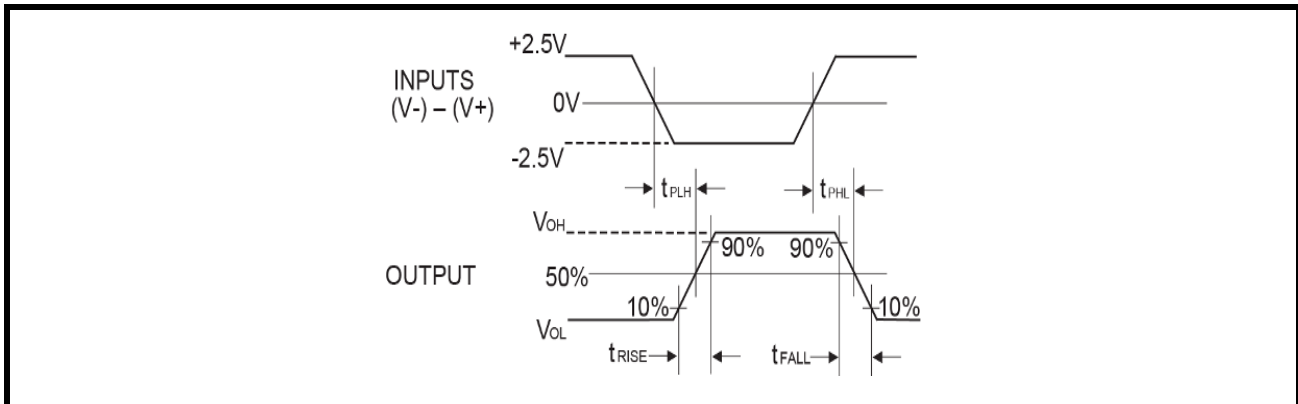 +2.5V
INPUTS
(V-) – (V+)
0V
-2.5V
tPLH
tPHL
VOH
90%
90%
OUTPUT
50%
10%
10%
VOL
tRISE
tFALL